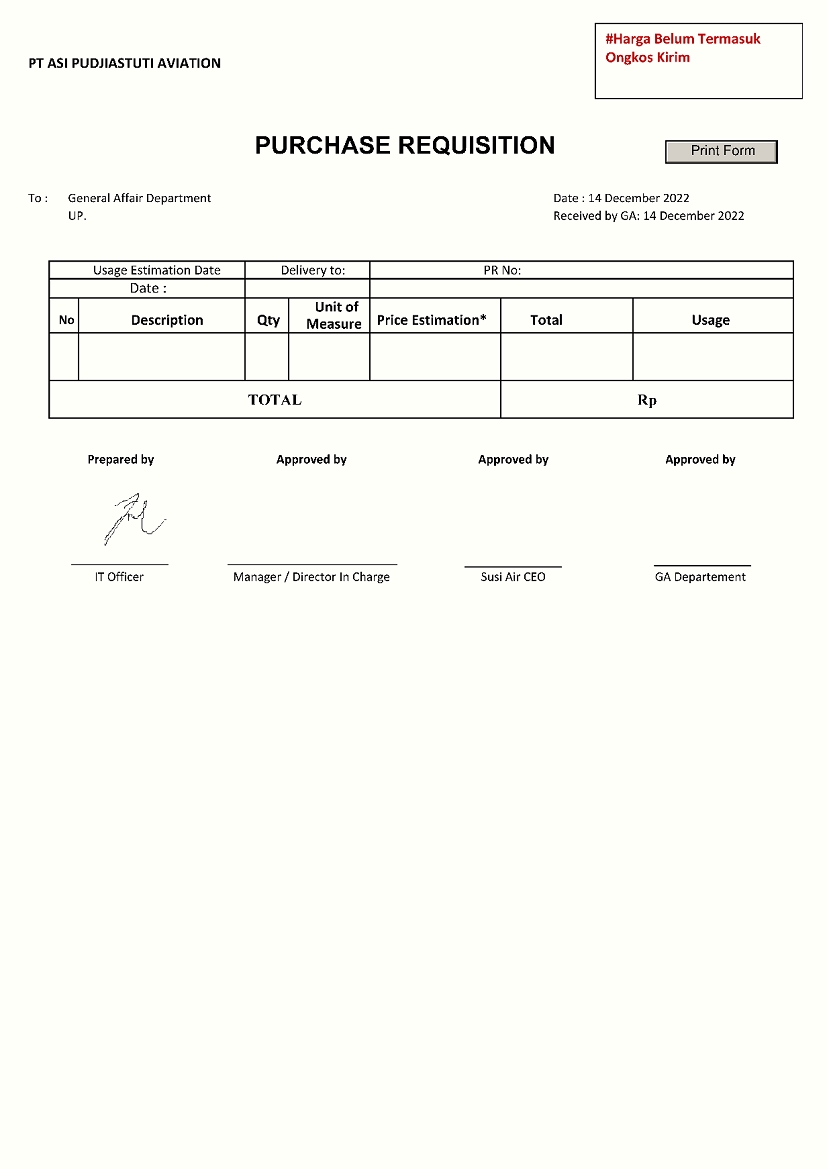 #Harga Belum Termasuk
Ongkos Kirim
PT ASI PUDJIASTUTI AVIATION
PURCHASE REQUISITION
Print Form
To : General Affair Department
UP.
Date : 14 December 2022
Received by GA: 14 December 2022
Usage Estimation Date Delivery to: PR No:
Date :
No Description Qty Unit of Measure Price Estimation* Total Usage
TOTAL Rp
Prepared by Approved by Approved by Approved by
IT Officer Manager / Director In Charge Susi Air CEO GA Departement